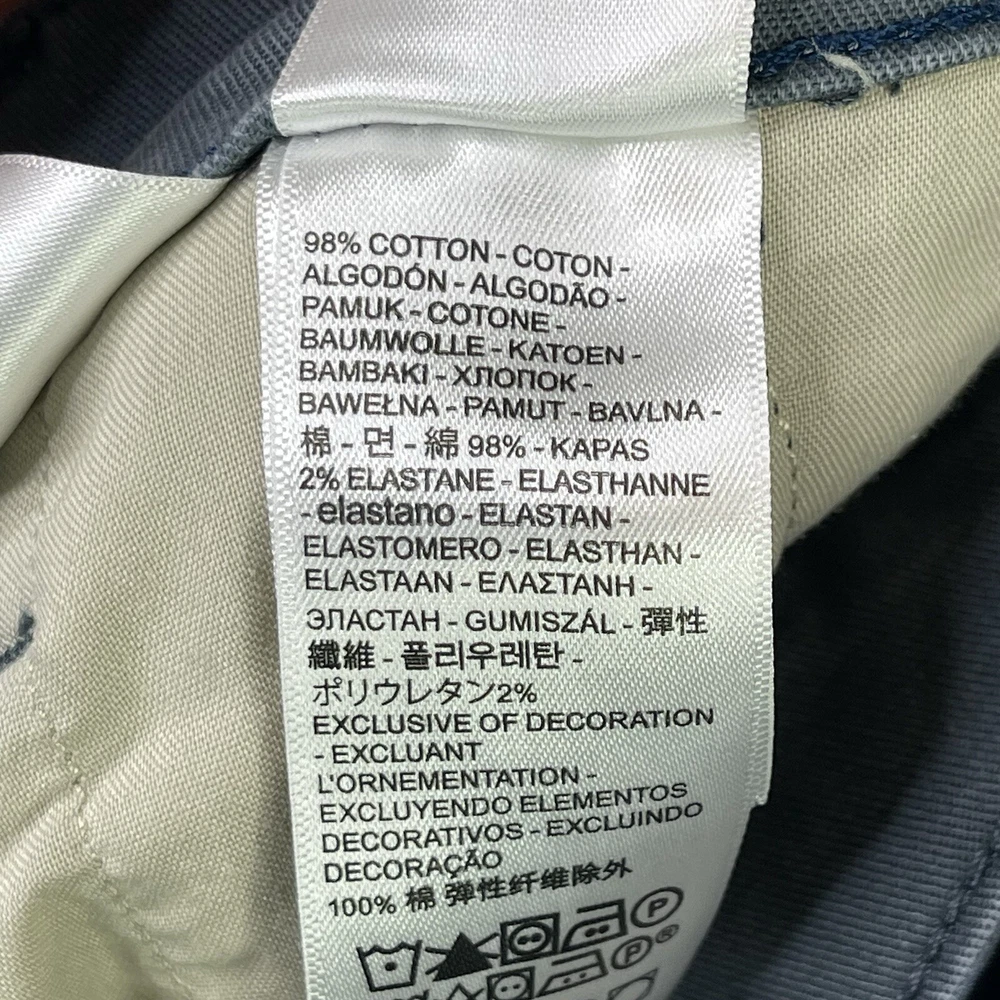 98% COTTON - COTON -
ALGODÓN - ALGODÃO -
PAMUK - COTONE -
BAUMWOLLE - KATOEN -
BAMBAKI - ХЛОПОК -
BAWEŁNA - PAMUT - BAVLNA -
棉 - 면 - 綿 98% - KAPAS
2% ELASTANE - ELASTHANNE
- elastano - ELASTAN -
ELASTOMERO - ELASTHAN -
ELASTAAN - ΕΛΑΣΤΑΝΗ -
ЭЛАСТАН - GUMISZÁL - 彈性
纖維 - 폴리우레탄 -
ポリウレタン2%
EXCLUSIVE OF DECORATION
- EXCLUANT
L'ORNEMENTATION -
EXCLUYENDO ELEMENTOS
DECORATIVOS - EXCLUINDO
DECORAÇÃO
100% 棉 弹性纤维除外
P
P®